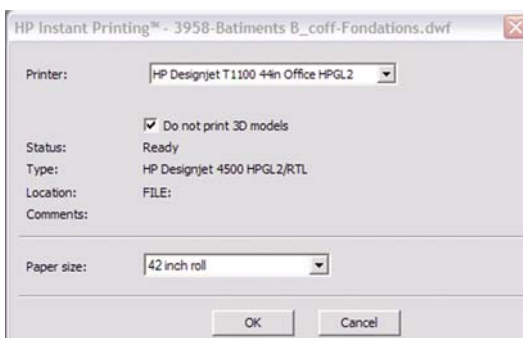 HP Instant Printing™ - 3958-Batiments B_coff-Fondations.dwf
Printer: HP Designjet T1100 44in Office HPGL2
Do not print 3D models
Status: Ready
Type: HP Designjet 4500 HPGL2/RTL
Location: FILE:
Comments:
Paper size: 42 inch roll
OK Cancel